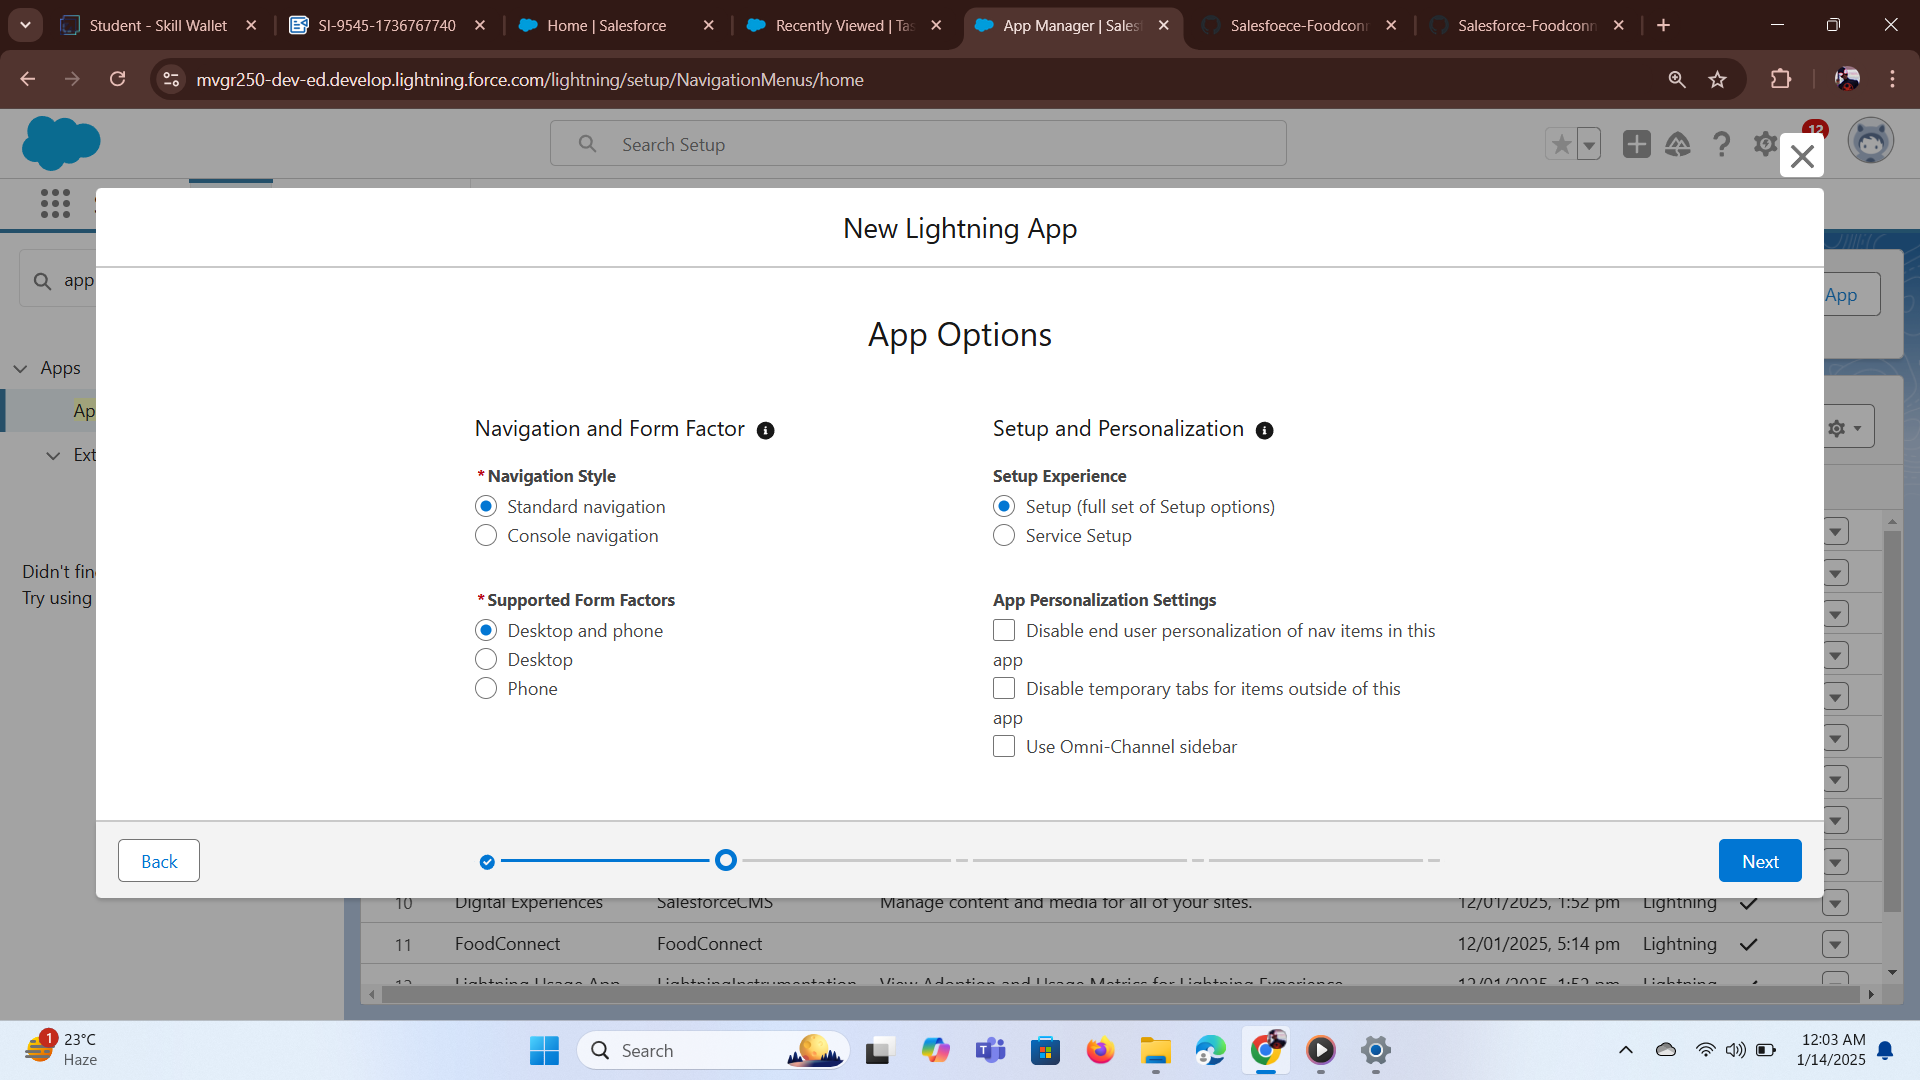 Student - Skill Wallet
SI-9545-1736767740
Home | Salesforce
Recently Viewed | Tas
App Manager | Sales
Salesfoece-Foodconn
Salesforce-Foodconn
mvgr250-dev-ed.develop.lightning.force.com/lightning/setup/NavigationMenus/home
Search Setup
12
New Lightning App
app
App
App Options
Apps
Ap
Ext
Navigation and Form Factor
*Navigation Style
Standard navigation
Console navigation
*Supported Form Factors
Desktop and phone
Desktop
Phone
Setup and Personalization
Setup Experience
Setup (full set of Setup options)
Service Setup
App Personalization Settings
Disable end user personalization of nav items in this
app
Disable temporary tabs for items outside of this
app
Use Omni-Channel sidebar
Didn't fin
Try using
Back
Next
10 Digital Experiences SalesforceCMS Manage content and media for all of your sites. 12/01/2025, 1:52 pm Lightning
11 FoodConnect FoodConnect 12/01/2025, 5:14 pm Lightning
12 Lightning Usage App LightningInstrumentation View Adoption and Usage Metrics for Lightning Experience 12/01/2025, 1:52 pm Lightning
1
23°C
Haze
Search
12:03 AM
1/14/2025